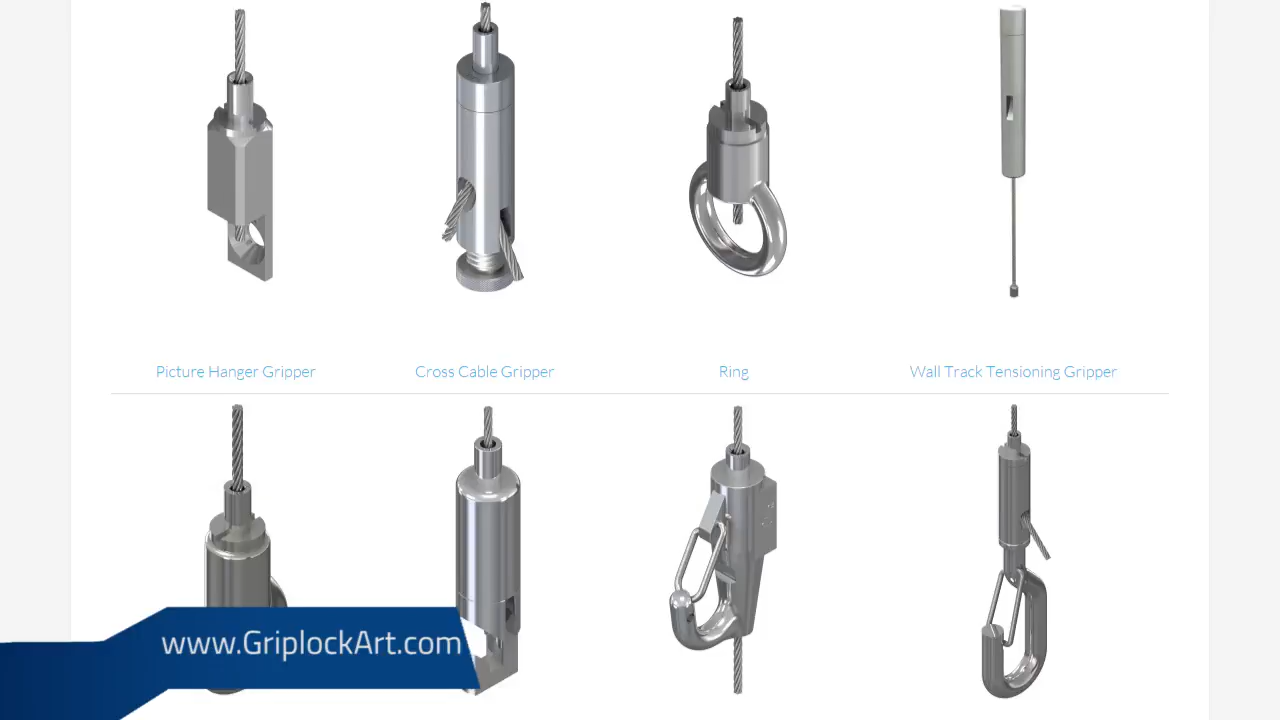 Picture Hanger Gripper
Cross Cable Gripper
Ring
Wall Track Tensioning Gripper
www.GriplockArt.com